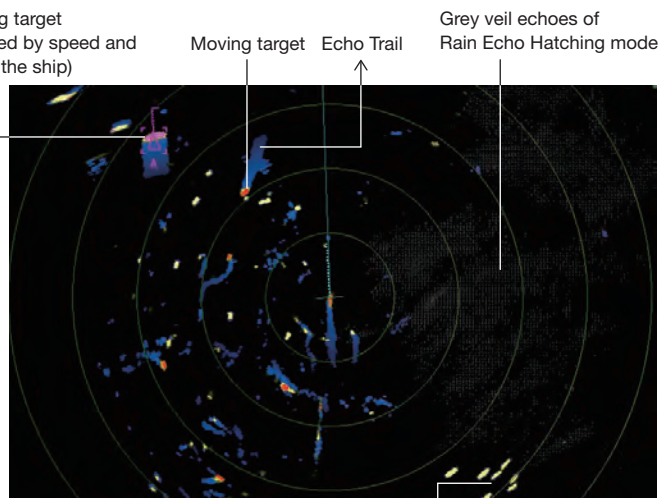 g target
ed by speed and
the ship)
Moving target
Echo Trail
Grey veil echoes of
Rain Echo Hatching mode